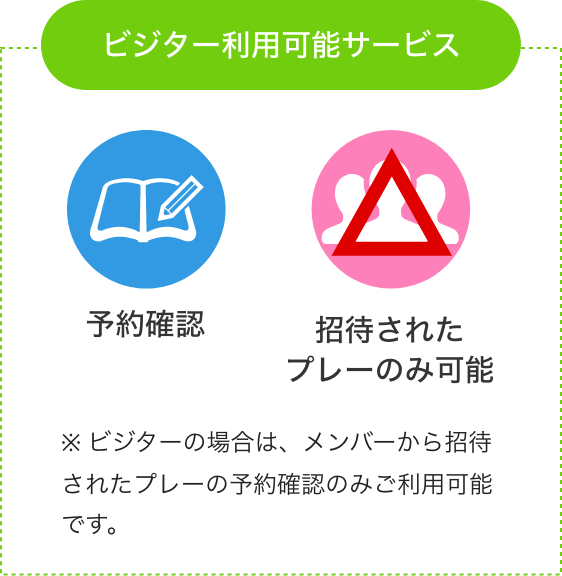 ビジター利用可能サービス
予約確認
招待された
プレーのみ可能
※ ビジターの場合は、メンバーから招待
されたプレーの予約確認のみご利用可能
です。